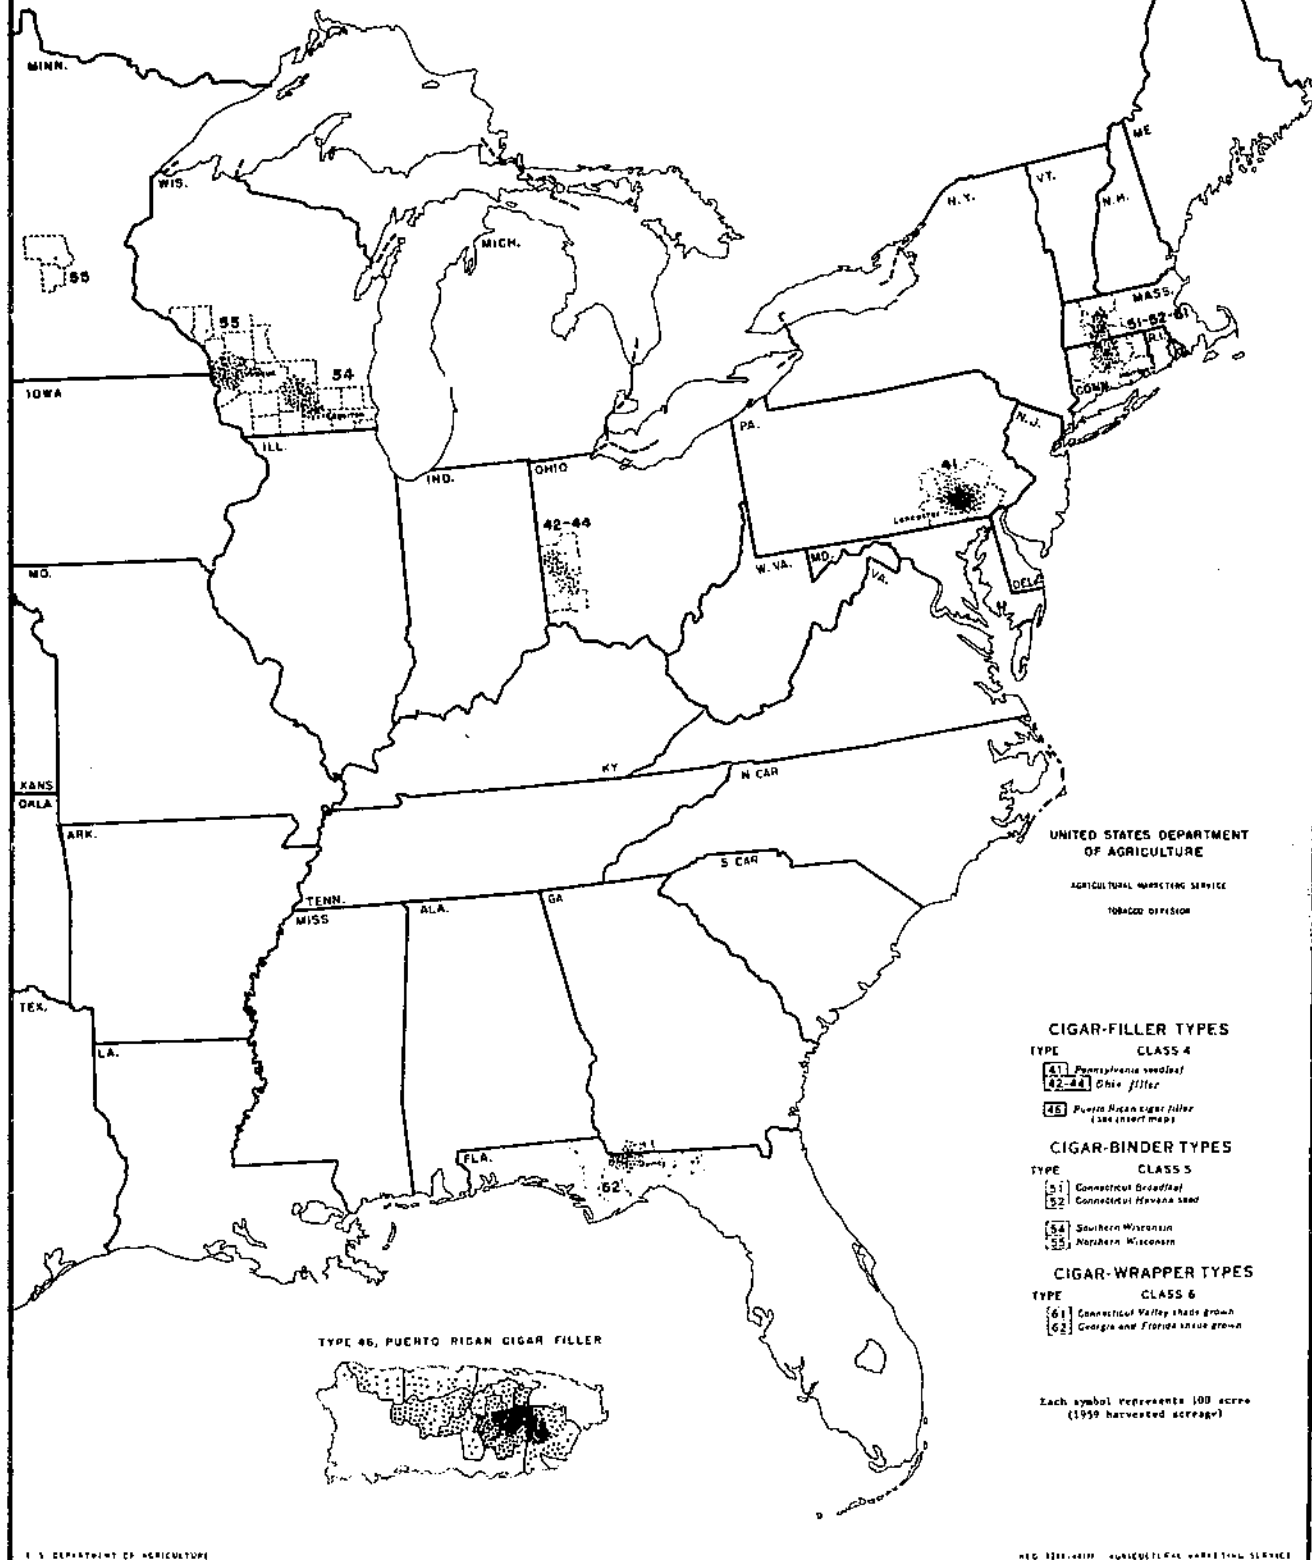 MINN.
WIS.
MICH.
N.Y.
VT.
N.H.
ME
MASS.
51-52-61
R.I.
CONN.
55
55
54
IOWA
ILL.
IND.
OHIO
PA.
N.J.
41
Lancaster
42-44
MO.
W. VA.
MD.
VA.
DELA
KANS
OKLA
KY
N CAR
ARK.
S CAR
TENN.
MISS
ALA.
GA
TEX.
LA.
FLA.
62
UNITED STATES DEPARTMENT
OF AGRICULTURE
AGRICULTURAL MARKETING SERVICE
TOBACCO DIVISION
CIGAR-FILLER TYPES
TYPE CLASS 4
41 Pennsylvania seedleaf
42-44 Ohio filler
46 Puerto Rican cigar filler
(see insert map)
CIGAR-BINDER TYPES
TYPE CLASS 5
51 Connecticut Broadleaf
52 Connecticut Havana seed
54 Southern Wisconsin
55 Northern Wisconsin
CIGAR-WRAPPER TYPES
TYPE CLASS 6
61 Connecticut Valley shade grown
62 Georgia and Florida shade grown
TYPE 46, PUERTO RICAN CIGAR FILLER
Each symbol represents 100 acres
(1959 harvested acreage)
U. S. DEPARTMENT OF AGRICULTURE
AGRICULTURAL MARKETING SERVICE